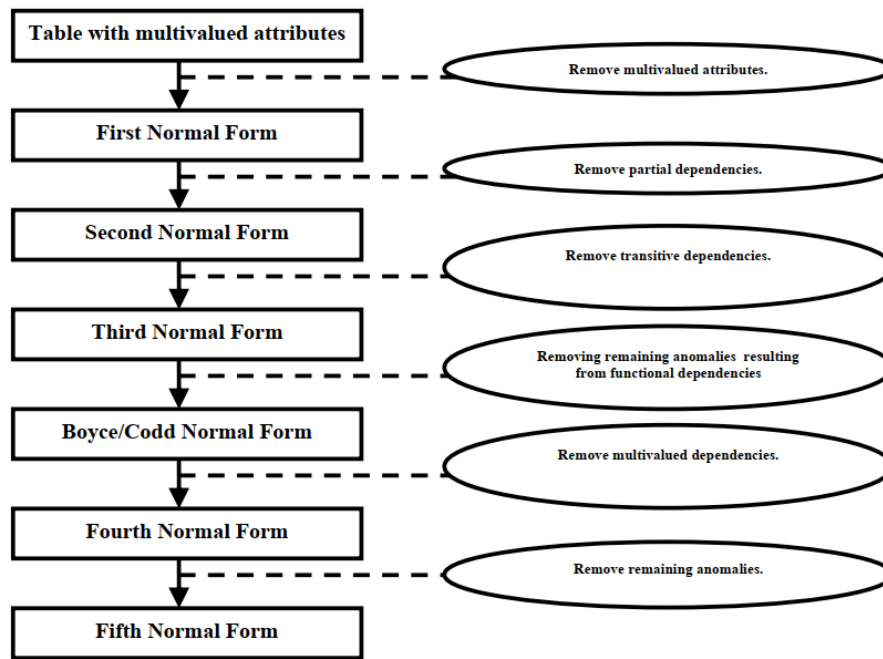 Table with multivalued attributes
Remove multivalued attributes.
First Normal Form
Remove partial dependencies.
Second Normal Form
Remove transitive dependencies.
Third Normal Form
Removing remaining anomalies resulting
from functional dependencies
Boyce/Codd Normal Form
Remove multivalued dependencies.
Fourth Normal Form
Remove remaining anomalies.
Fifth Normal Form